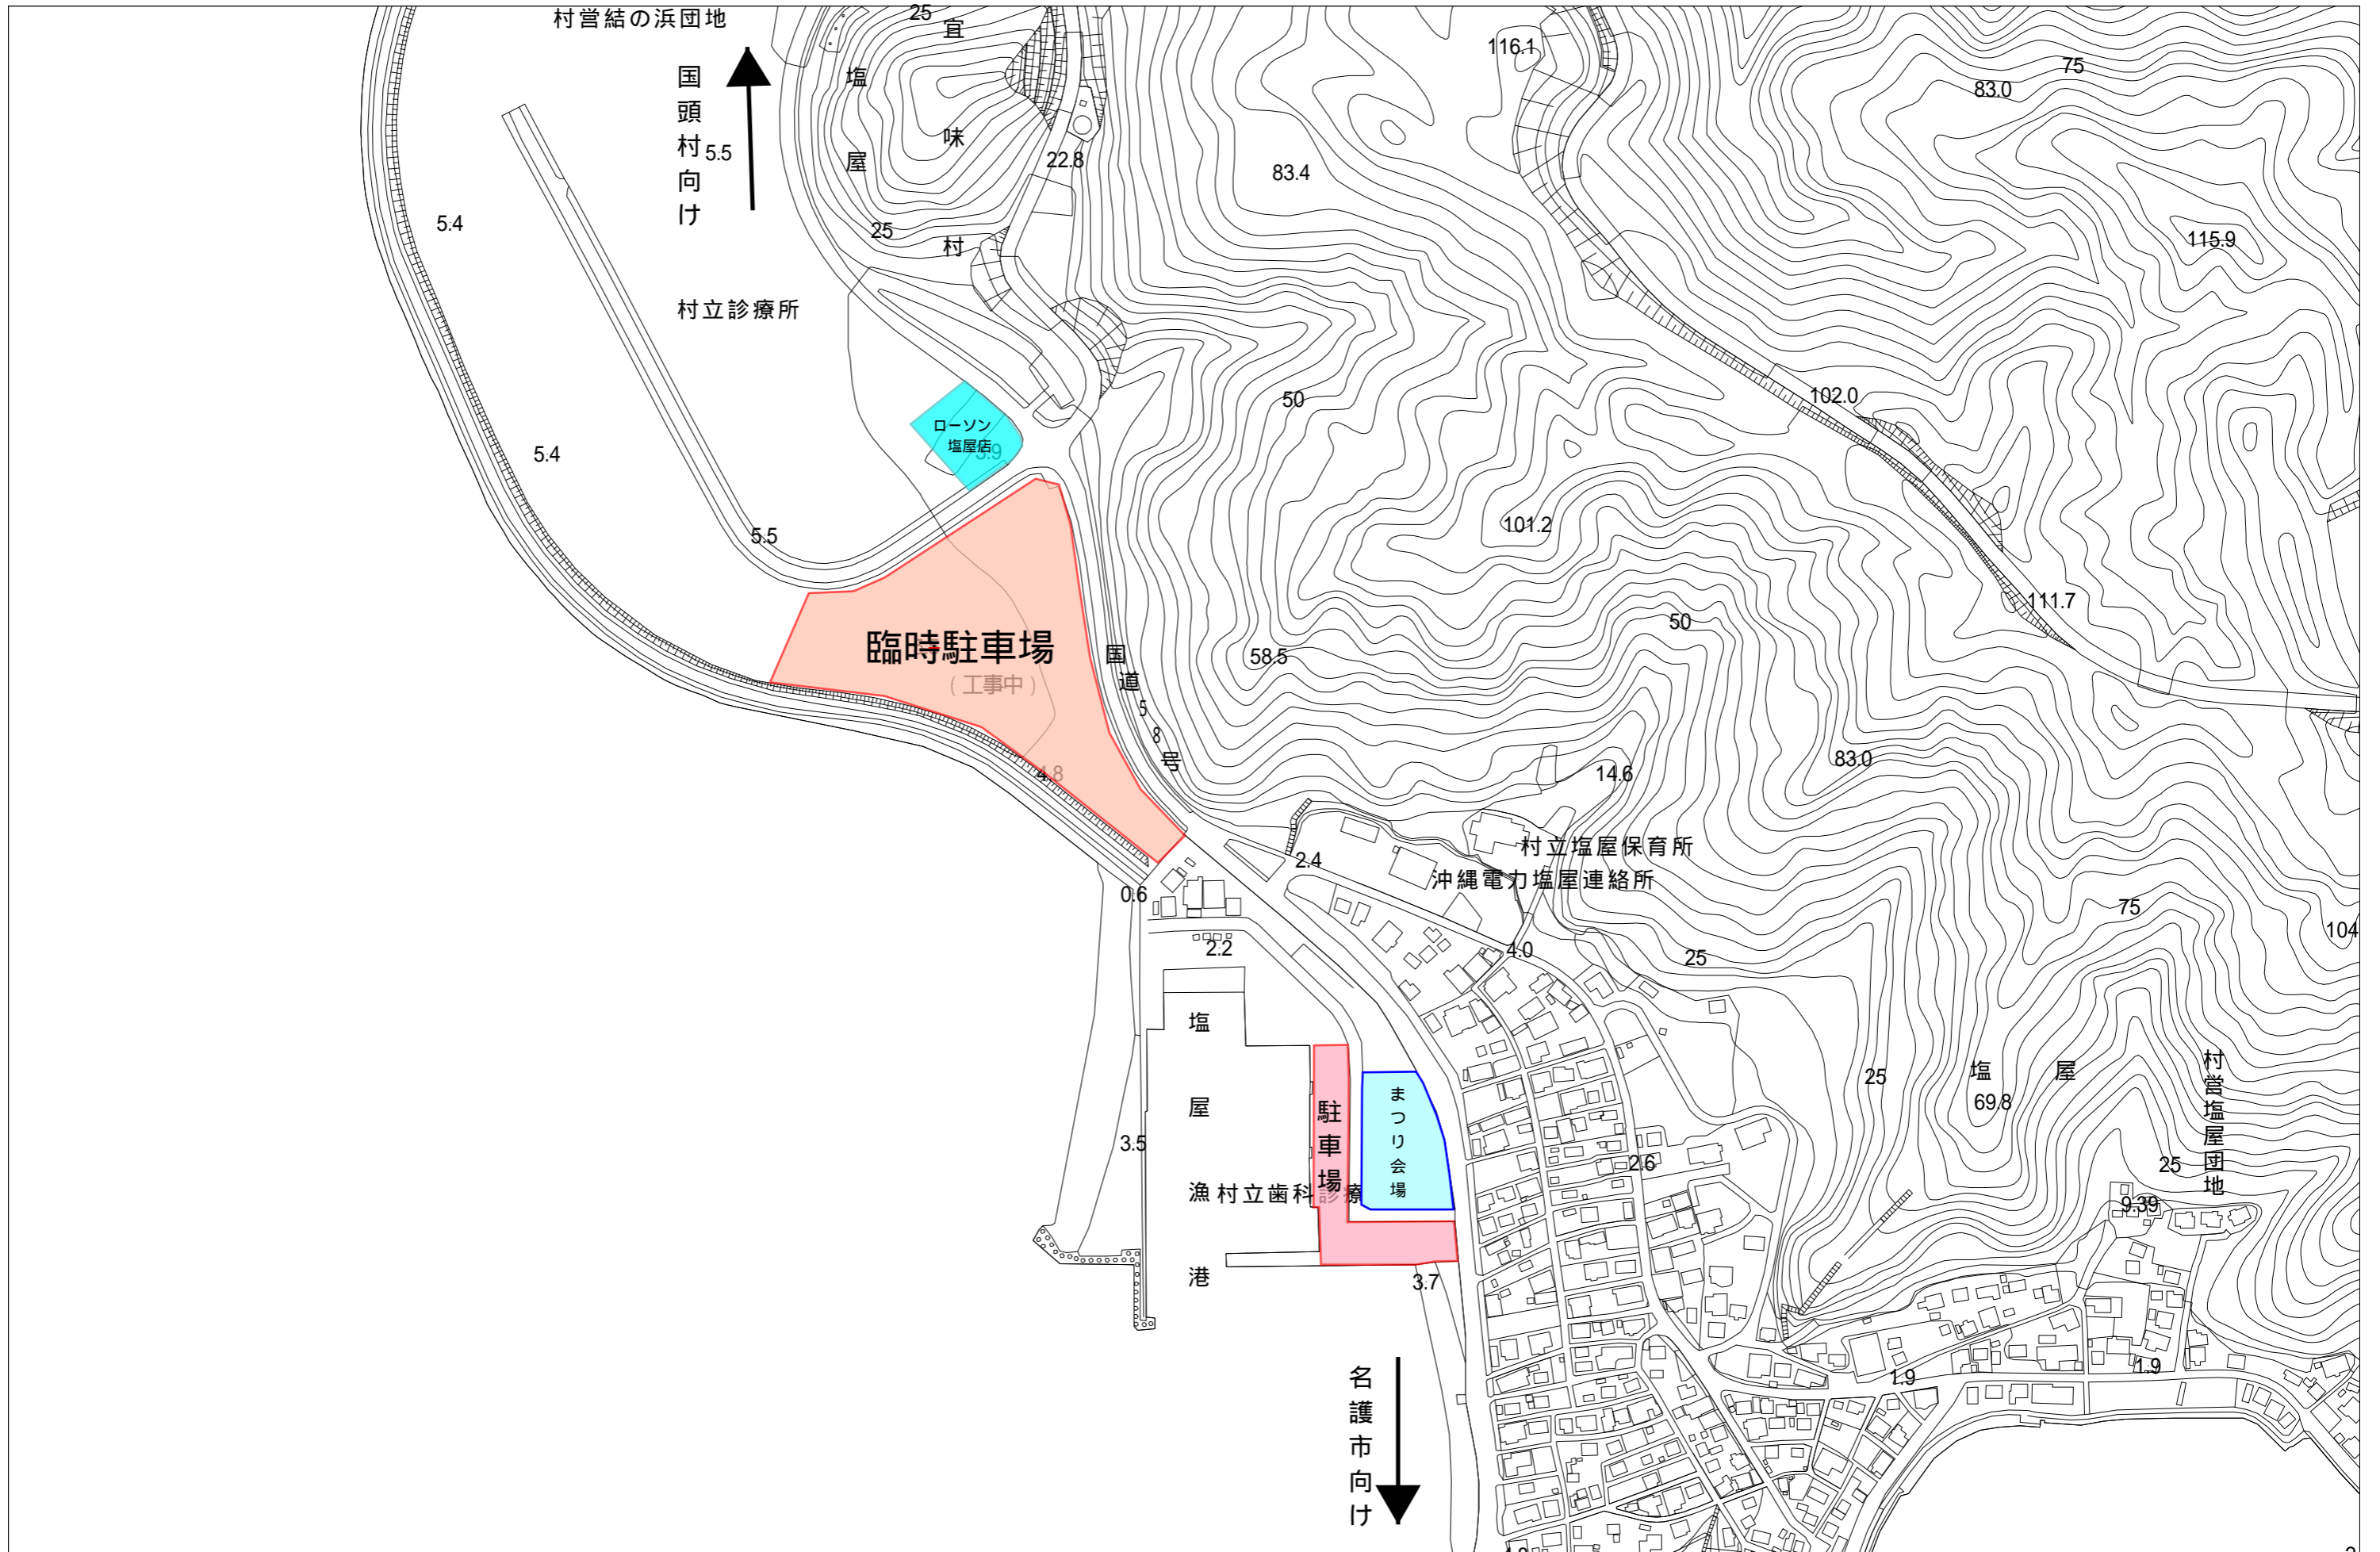 村営結の浜団地
国頭村向け
5.5
25
宜味村
塩屋
22.8
25
116.1
75
83.0
83.4
115.9
5.4
村立診療所
ローソン
塩屋店
5.4
5.5
50
102.0
101.2
臨時駐車場
(工事中)
国道58号
58.5
50
111.7
4.8
14.6
83.0
村立塩屋保育所
2.4
沖縄電力塩屋連絡所
0.6
2.2
4.0
25
75
104
塩屋漁港
駐車場
まつり会場
25
塩屋
69.8
村営塩屋団地
3.5
2.6
25
村立歯科診療
9.39
3.7
名護市向け
1.9
1.9